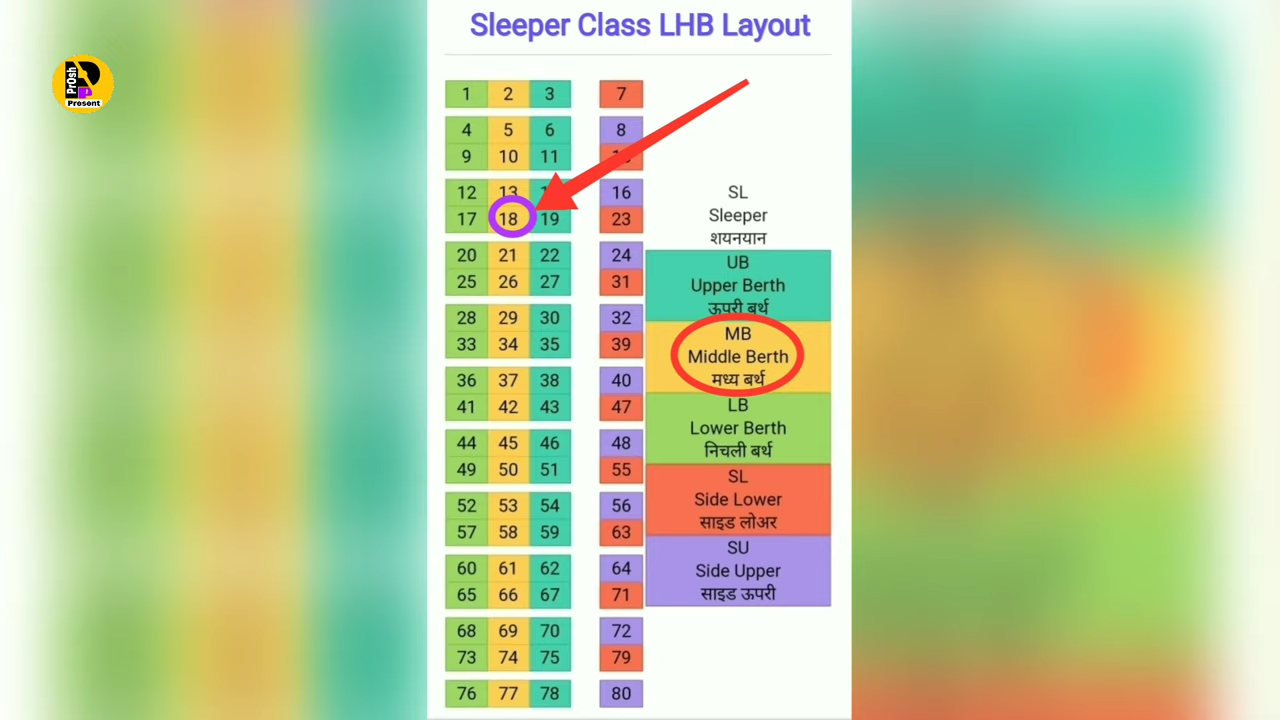 Sleeper Class LHB Layout
PrOsh
P
Present
1 2 3 7
4 5 6 8
9 10 11
12 13 16
17 18 19 23
20 21 22 24
25 26 27 31
28 29 30 32
33 34 35 39
36 37 38 40
41 42 43 47
44 45 46 48
49 50 51 55
52 53 54 56
57 58 59 63
60 61 62 64
65 66 67 71
68 69 70 72
73 74 75 79
76 77 78 80
SL
Sleeper
शयनयान
UB
Upper Berth
ऊपरी बर्थ
MB
Middle Berth
मध्य बर्थ
LB
Lower Berth
निचली बर्थ
SL
Side Lower
साइड लोअर
SU
Side Upper
साइड ऊपरी